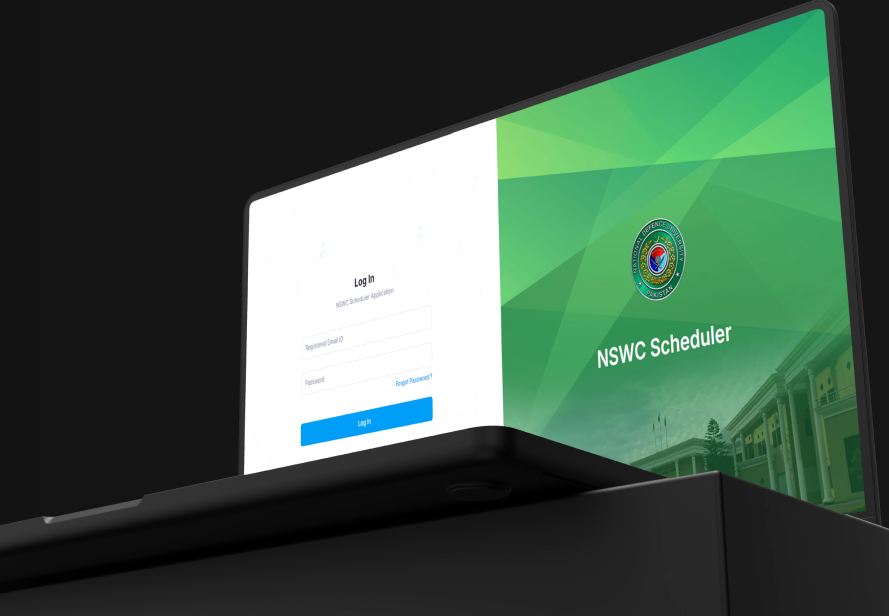 Log In
NSWC Scheduler Application
Registered Email ID
Password
Forgot Password ?
Log In
NATIONAL DEFENCE UNIVERSITY
PAKISTAN
NSWC Scheduler